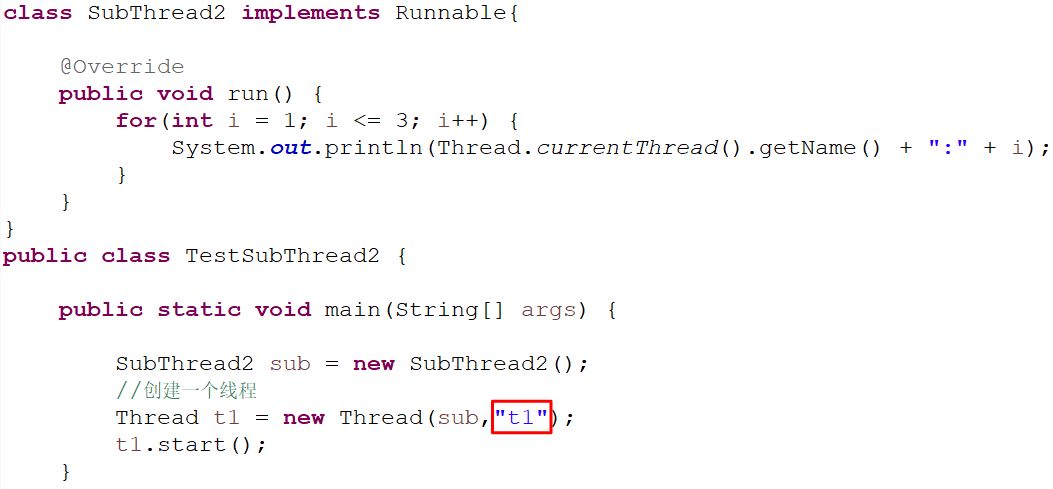 class SubThread2 implements Runnable{
@Override
public void run() {
for(int i = 1; i <= 3; i++) {
System.out.println(Thread.currentThread().getName() + ":" + i);
}
}
}
public class TestSubThread2 {
public static void main(String[] args) {
SubThread2 sub = new SubThread2();
//创建一个线程
Thread t1 = new Thread(sub,"t1");
t1.start();
}